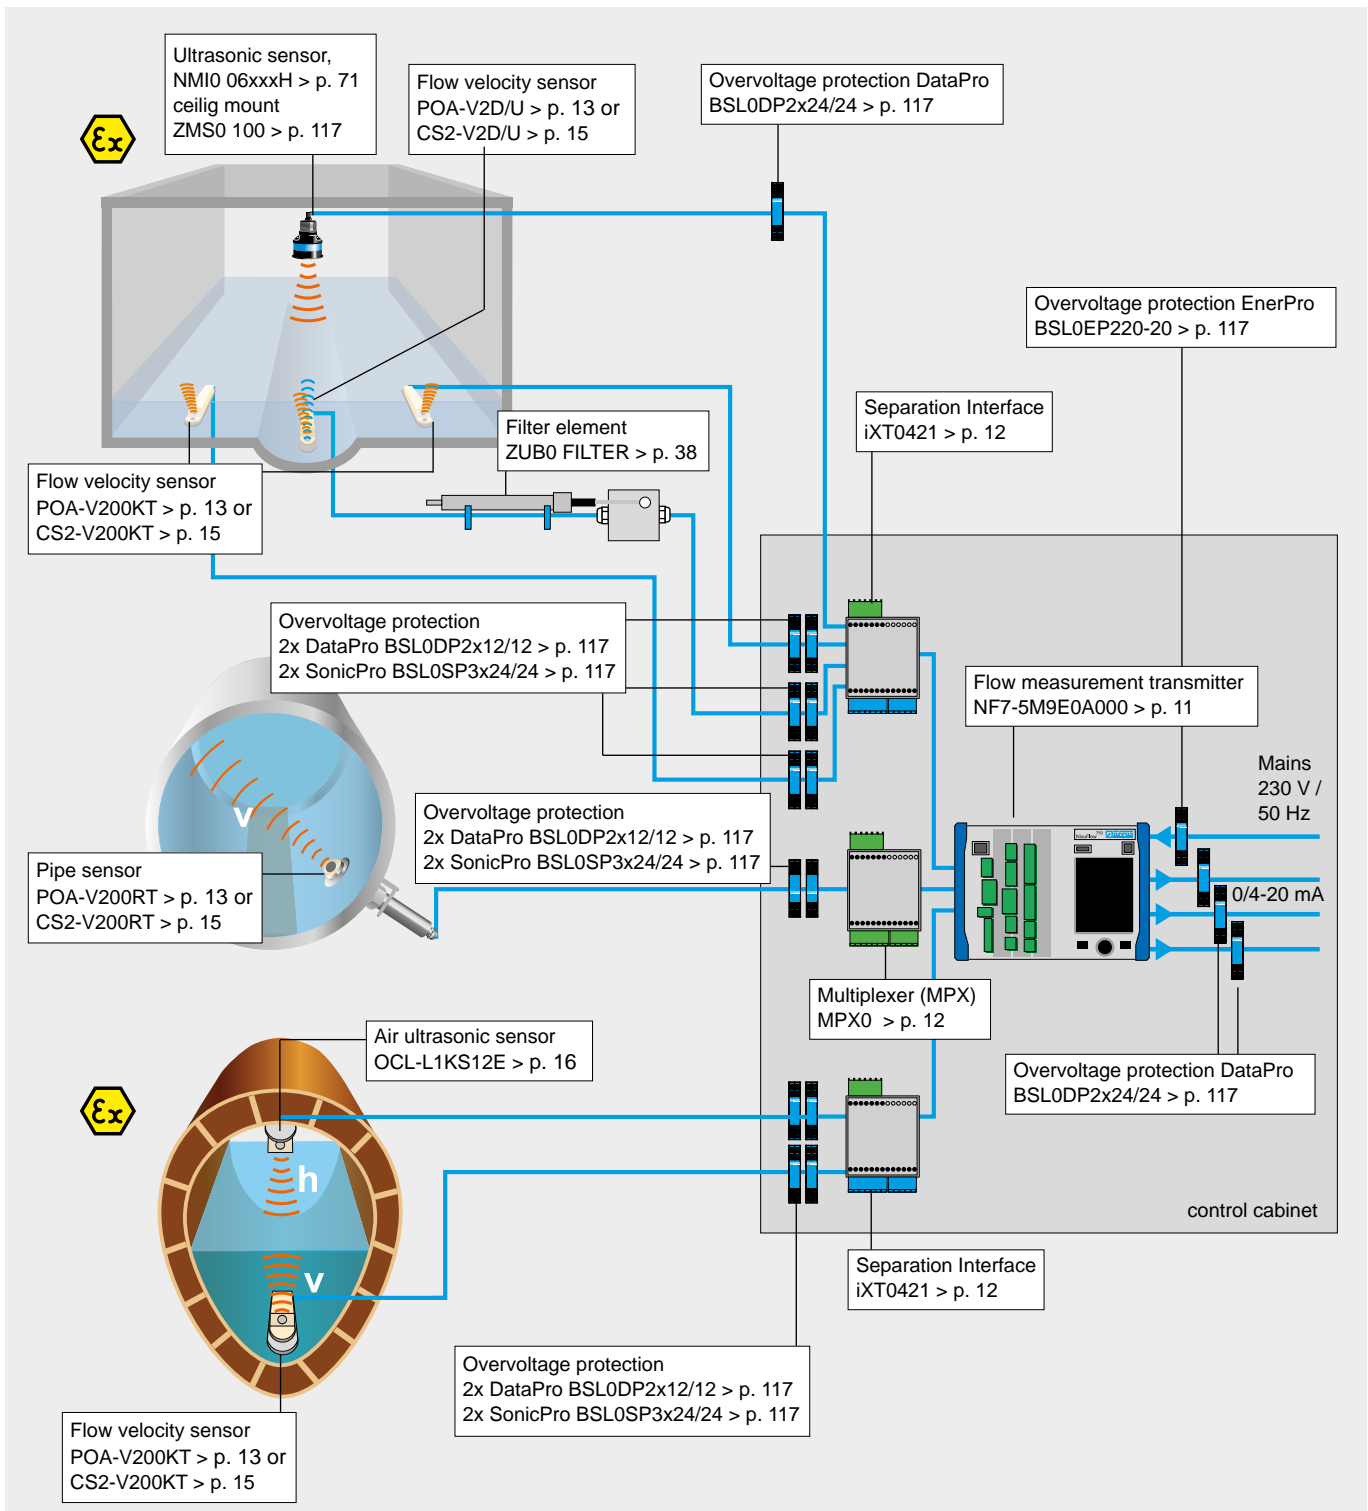 Ultrasonic sensor,
NMI0 06xxxH > p. 71
ceilig mount
ZMS0 100 > p. 117
Flow velocity sensor
POA-V2D/U > p. 13 or
CS2-V2D/U > p. 15
Overvoltage protection DataPro
BSL0DP2x24/24 > p. 117
Ex
Overvoltage protection EnerPro
BSL0EP220-20 > p. 117
Separation Interface
iXT0421 > p. 12
Filter element
ZUB0 FILTER > p. 38
Flow velocity sensor
POA-V200KT > p. 13 or
CS2-V200KT > p. 15
Overvoltage protection
2x DataPro BSL0DP2x12/12 > p. 117
2x SonicPro BSL0SP3x24/24 > p. 117
Flow measurement transmitter
NF7-5M9E0A000 > p. 11
Mains
230 V /
50 Hz
v
Overvoltage protection
2x DataPro BSL0DP2x12/12 > p. 117
2x SonicPro BSL0SP3x24/24 > p. 117
NivuFlow 750
Pipe sensor
POA-V200RT > p. 13 or
CS2-V200RT > p. 15
0/4-20 mA
Multiplexer (MPX)
MPX0 > p. 12
Air ultrasonic sensor
OCL-L1KS12E > p. 16
Overvoltage protection DataPro
BSL0DP2x24/24 > p. 117
Ex
h
control cabinet
v
Separation Interface
iXT0421 > p. 12
Overvoltage protection
2x DataPro BSL0DP2x12/12 > p. 117
2x SonicPro BSL0SP3x24/24 > p. 117
Flow velocity sensor
POA-V200KT > p. 13 or
CS2-V200KT > p. 15